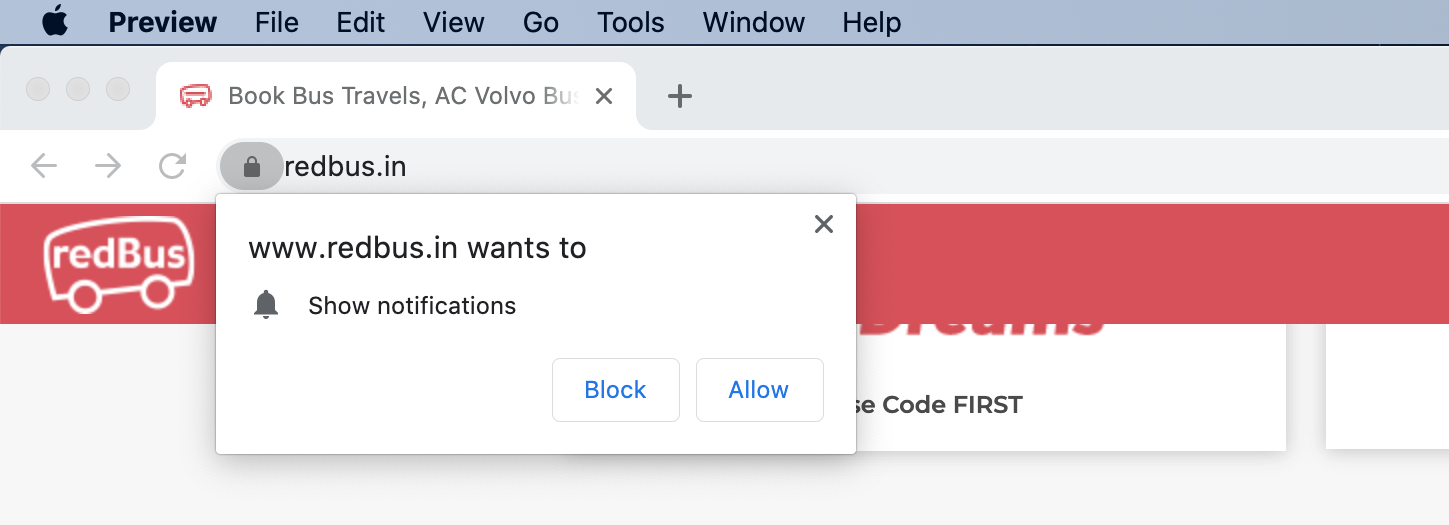 Preview File Edit View Go Tools Window Help
Book Bus Travels, AC Volvo Bus
redbus.in
redBus
www.redbus.in wants to
Show notifications
Block Allow
Dreams
se Code FIRST